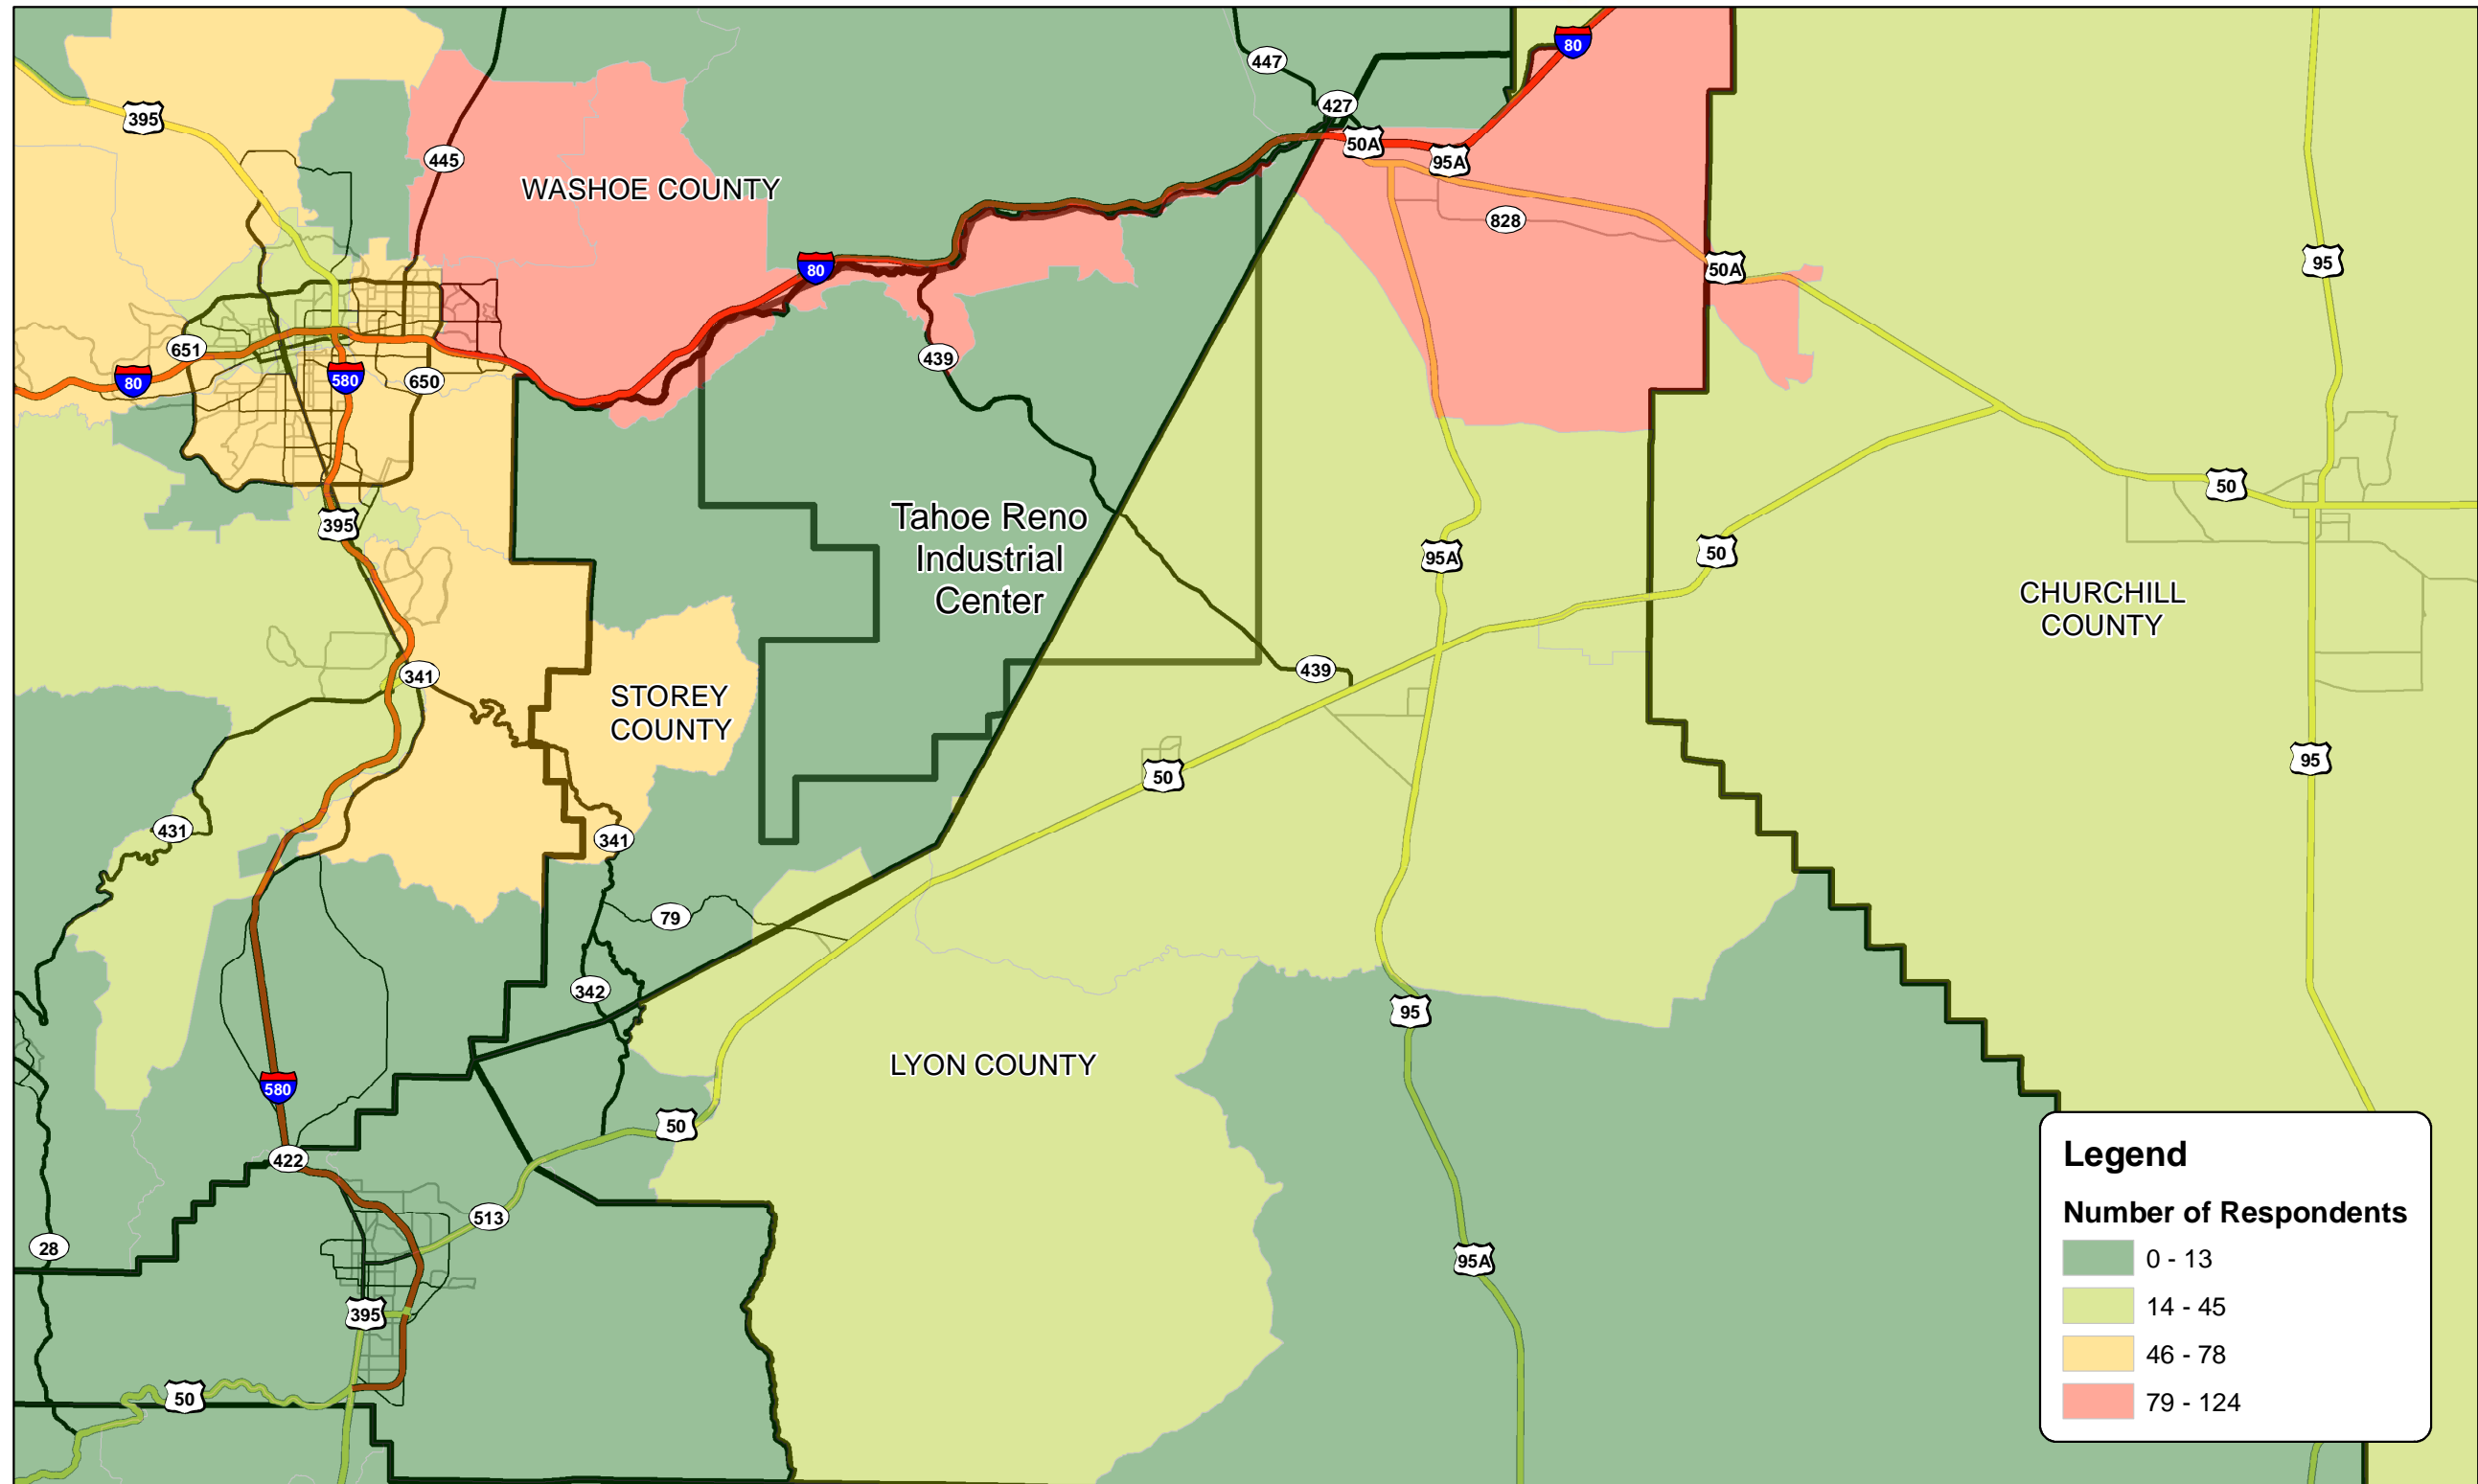 447
80
427
395
50A
95A
445
WASHOE COUNTY
828
95
80
50A
651
439
80
580
650
50
Tahoe Reno
Industrial
Center
395
95A
50
CHURCHILL
COUNTY
439
341
STOREY
COUNTY
95
50
431
341
79
342
95
LYON COUNTY
580
50
422
513
28
95A
395
50
Legend
Number of Respondents
0 - 13
14 - 45
46 - 78
79 - 124